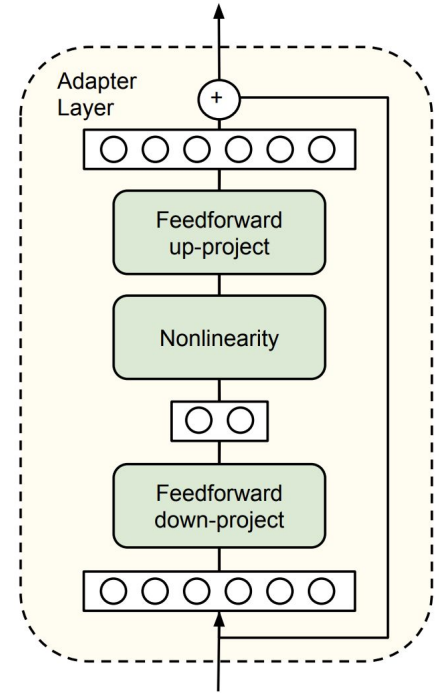 Adapter
Layer
+
Feedforward
up-project
Nonlinearity
Feedforward
down-project